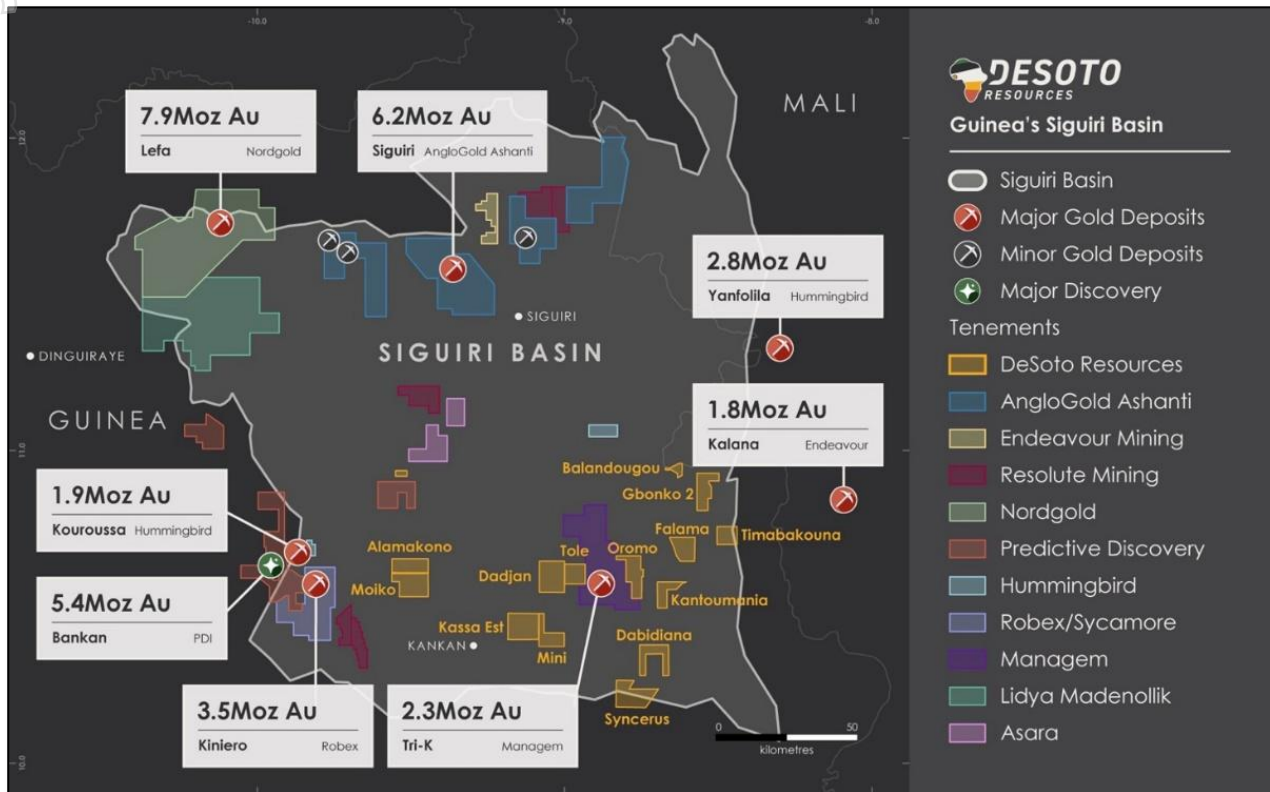 -10.0
-9.0
-8.0
12.0
11.0
10.0
MALI
GUINEA
SIGUIRI BASIN
DINGUIRAYE
SIGUIRI
KANKAN
7.9Moz Au
Lefa Nordgold
6.2Moz Au
Siguiri AngloGold Ashanti
2.8Moz Au
Yanfolila Hummingbird
1.8Moz Au
Kalana Endeavour
1.9Moz Au
Kouroussa Hummingbird
5.4Moz Au
Bankan PDI
3.5Moz Au
Kiniero Robex
2.3Moz Au
Tri-K Managem
Balandougou
Gbonko 2
Falama
Timabakouna
Alamakono
Moiko
Tole
Oromo
Dadjan
Kantoumania
Kassa Est
Mini
Dabidiana
Syncerus
0 50
kilometres
DESOTO
RESOURCES
Guinea's Siguiri Basin
Siguiri Basin
Major Gold Deposits
Minor Gold Deposits
Major Discovery
Tenements
DeSoto Resources
AngloGold Ashanti
Endeavour Mining
Resolute Mining
Nordgold
Predictive Discovery
Hummingbird
Robex/Sycamore
Managem
Lidya Madenollik
Asara